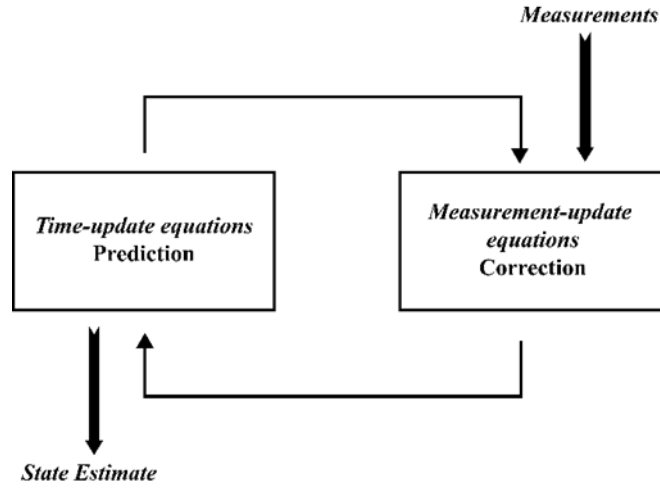 Measurements
Time-update equations
Prediction
Measurement-update
equations
Correction
State Estimate